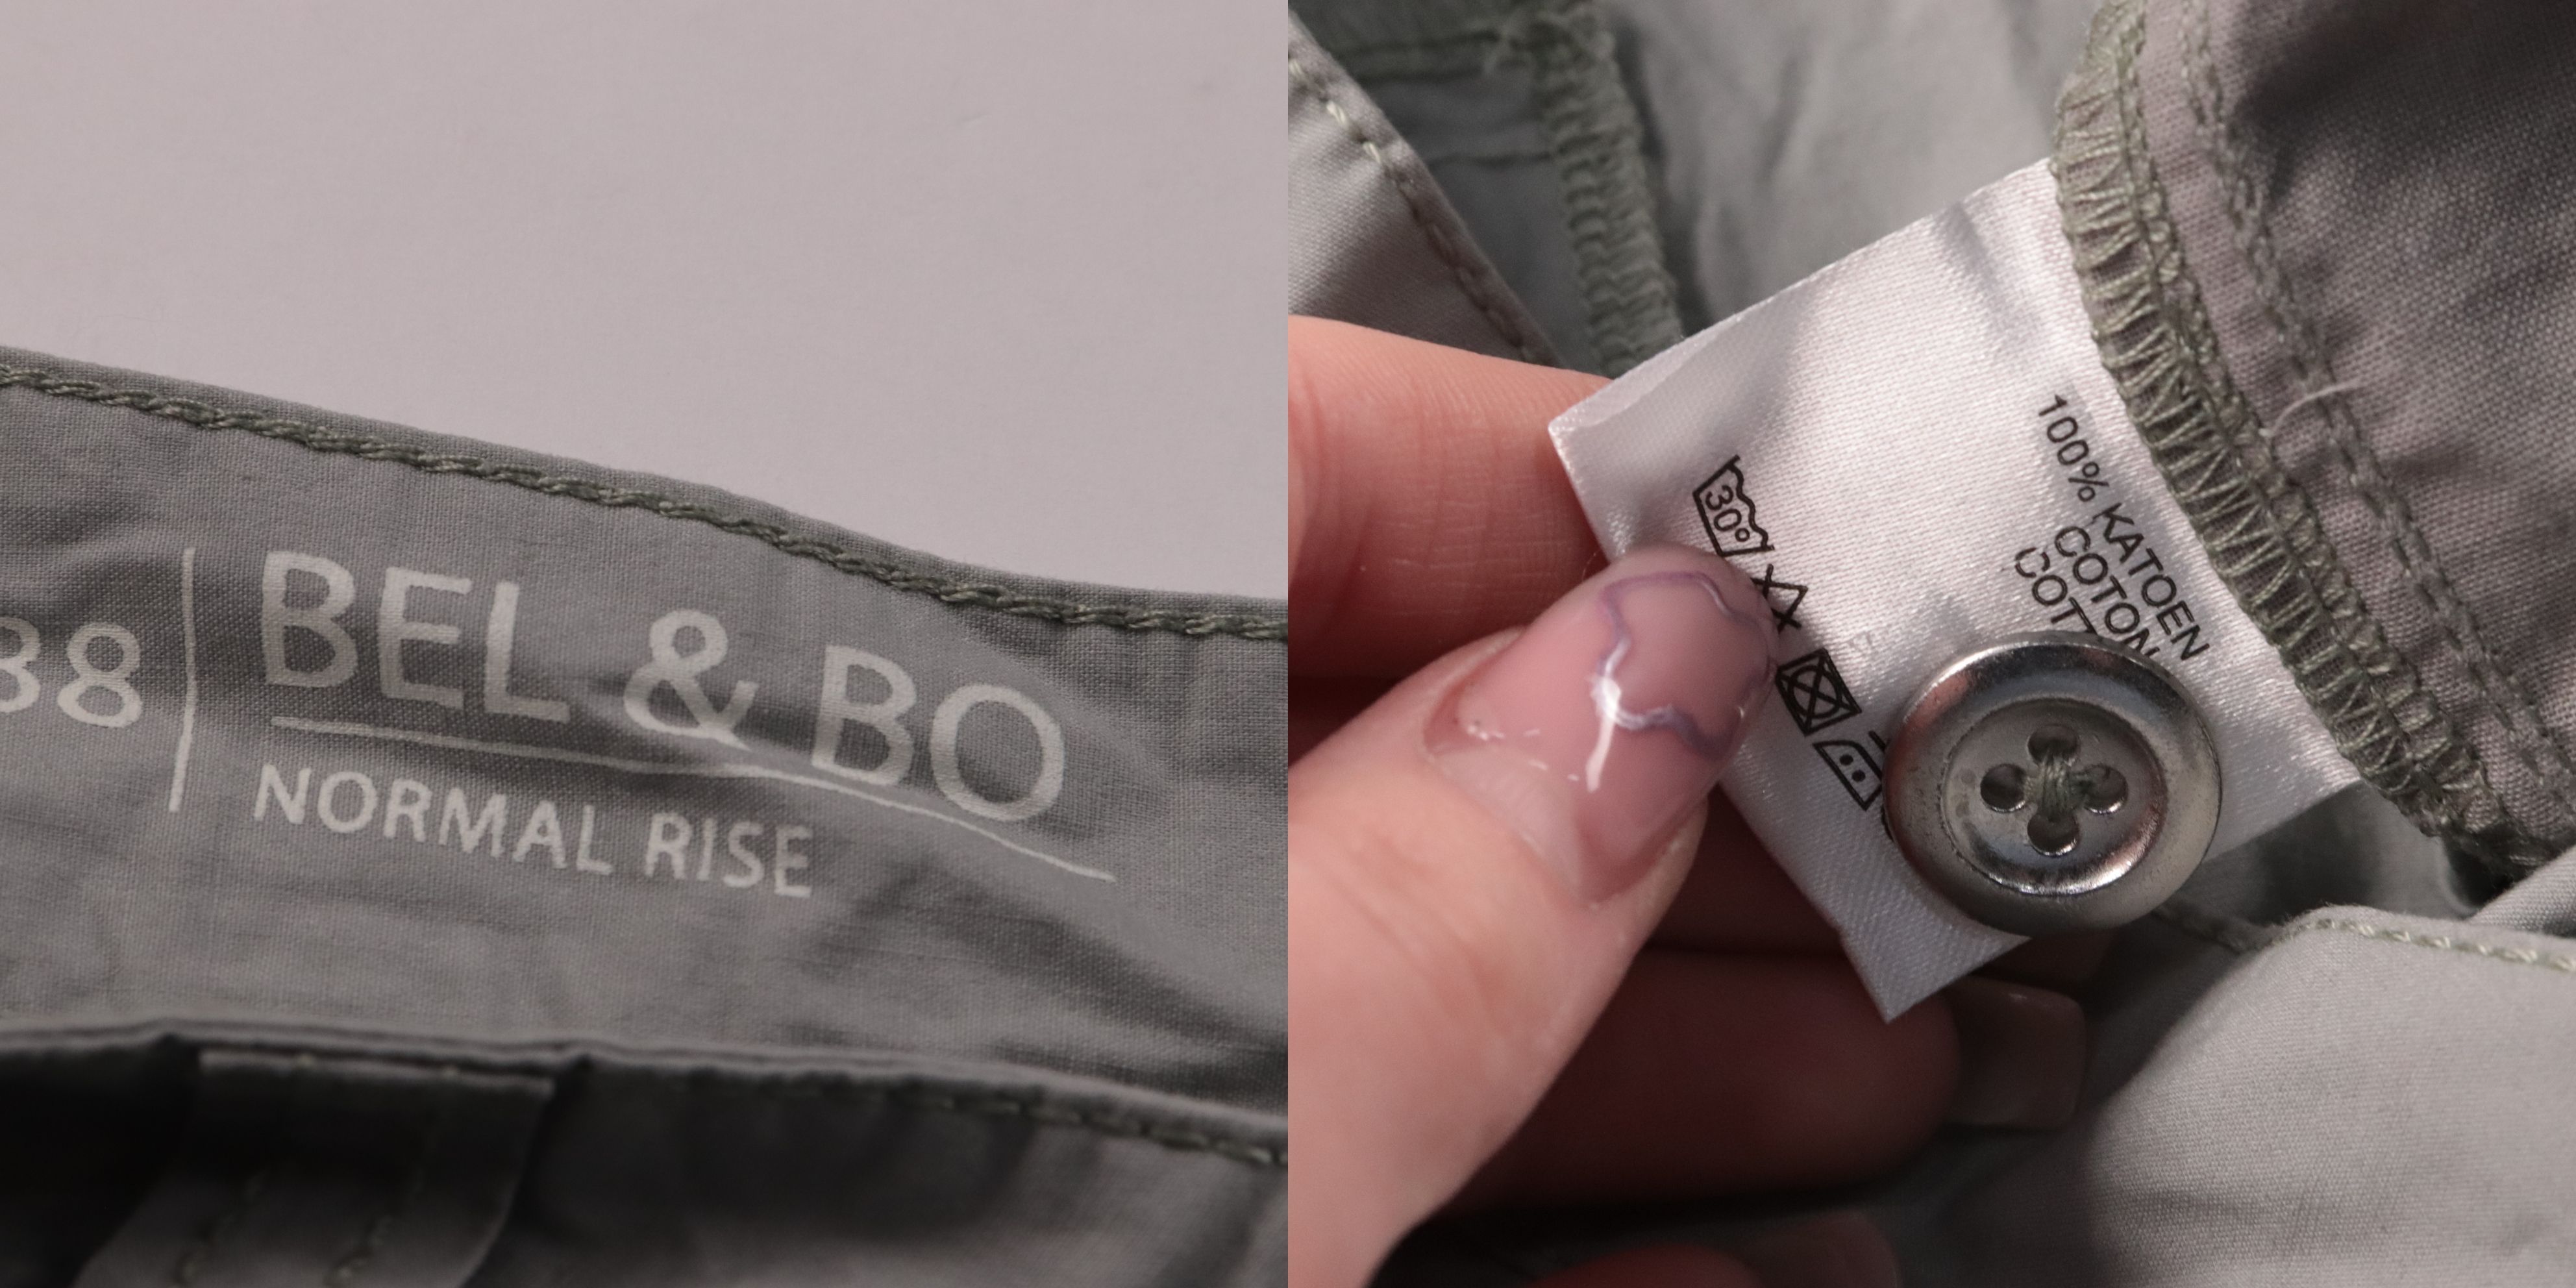 38
BEL & BO
NORMAL RISE
100% KATOEN
COTON
30°